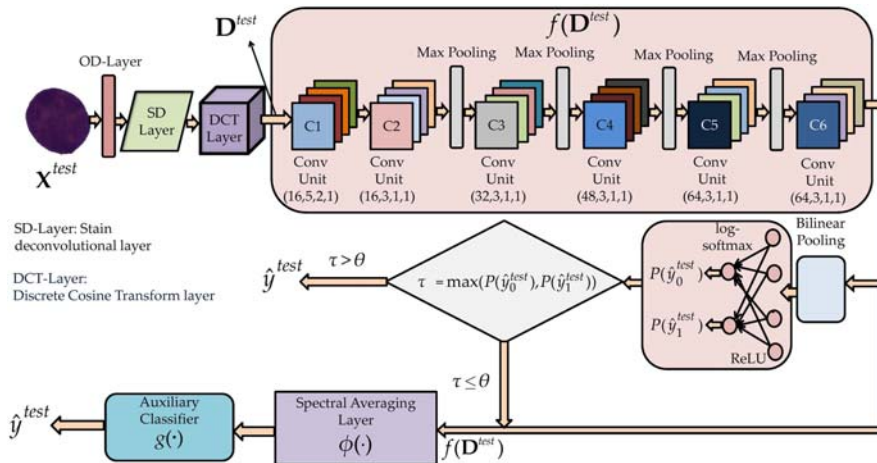 D^test
f(D^test)
OD-Layer
SD
Layer
DCT
Layer
X^test
Max Pooling
Max Pooling
Max Pooling
Max Pooling
C1
C2
C3
C4
C5
C6
Conv
Unit
(16,5,2,1)
Conv
Unit
(16,3,1,1)
Conv
Unit
(32,3,1,1)
Conv
Unit
(48,3,1,1)
Conv
Unit
(64,3,1,1)
Conv
Unit
(64,3,1,1)
SD-Layer: Stain
deconvolutional layer
DCT-Layer:
Discrete Cosine Transform layer
ŷ^test
τ > θ
τ = max(P(ŷ_0^test), P(ŷ_1^test))
log-
softmax
P(ŷ_0^test)
P(ŷ_1^test)
ReLU
Bilinear
Pooling
τ ≤ θ
ŷ^test
Auxiliary
Classifier
g(·)
Spectral Averaging
Layer
ϕ(·)
f(D^test)